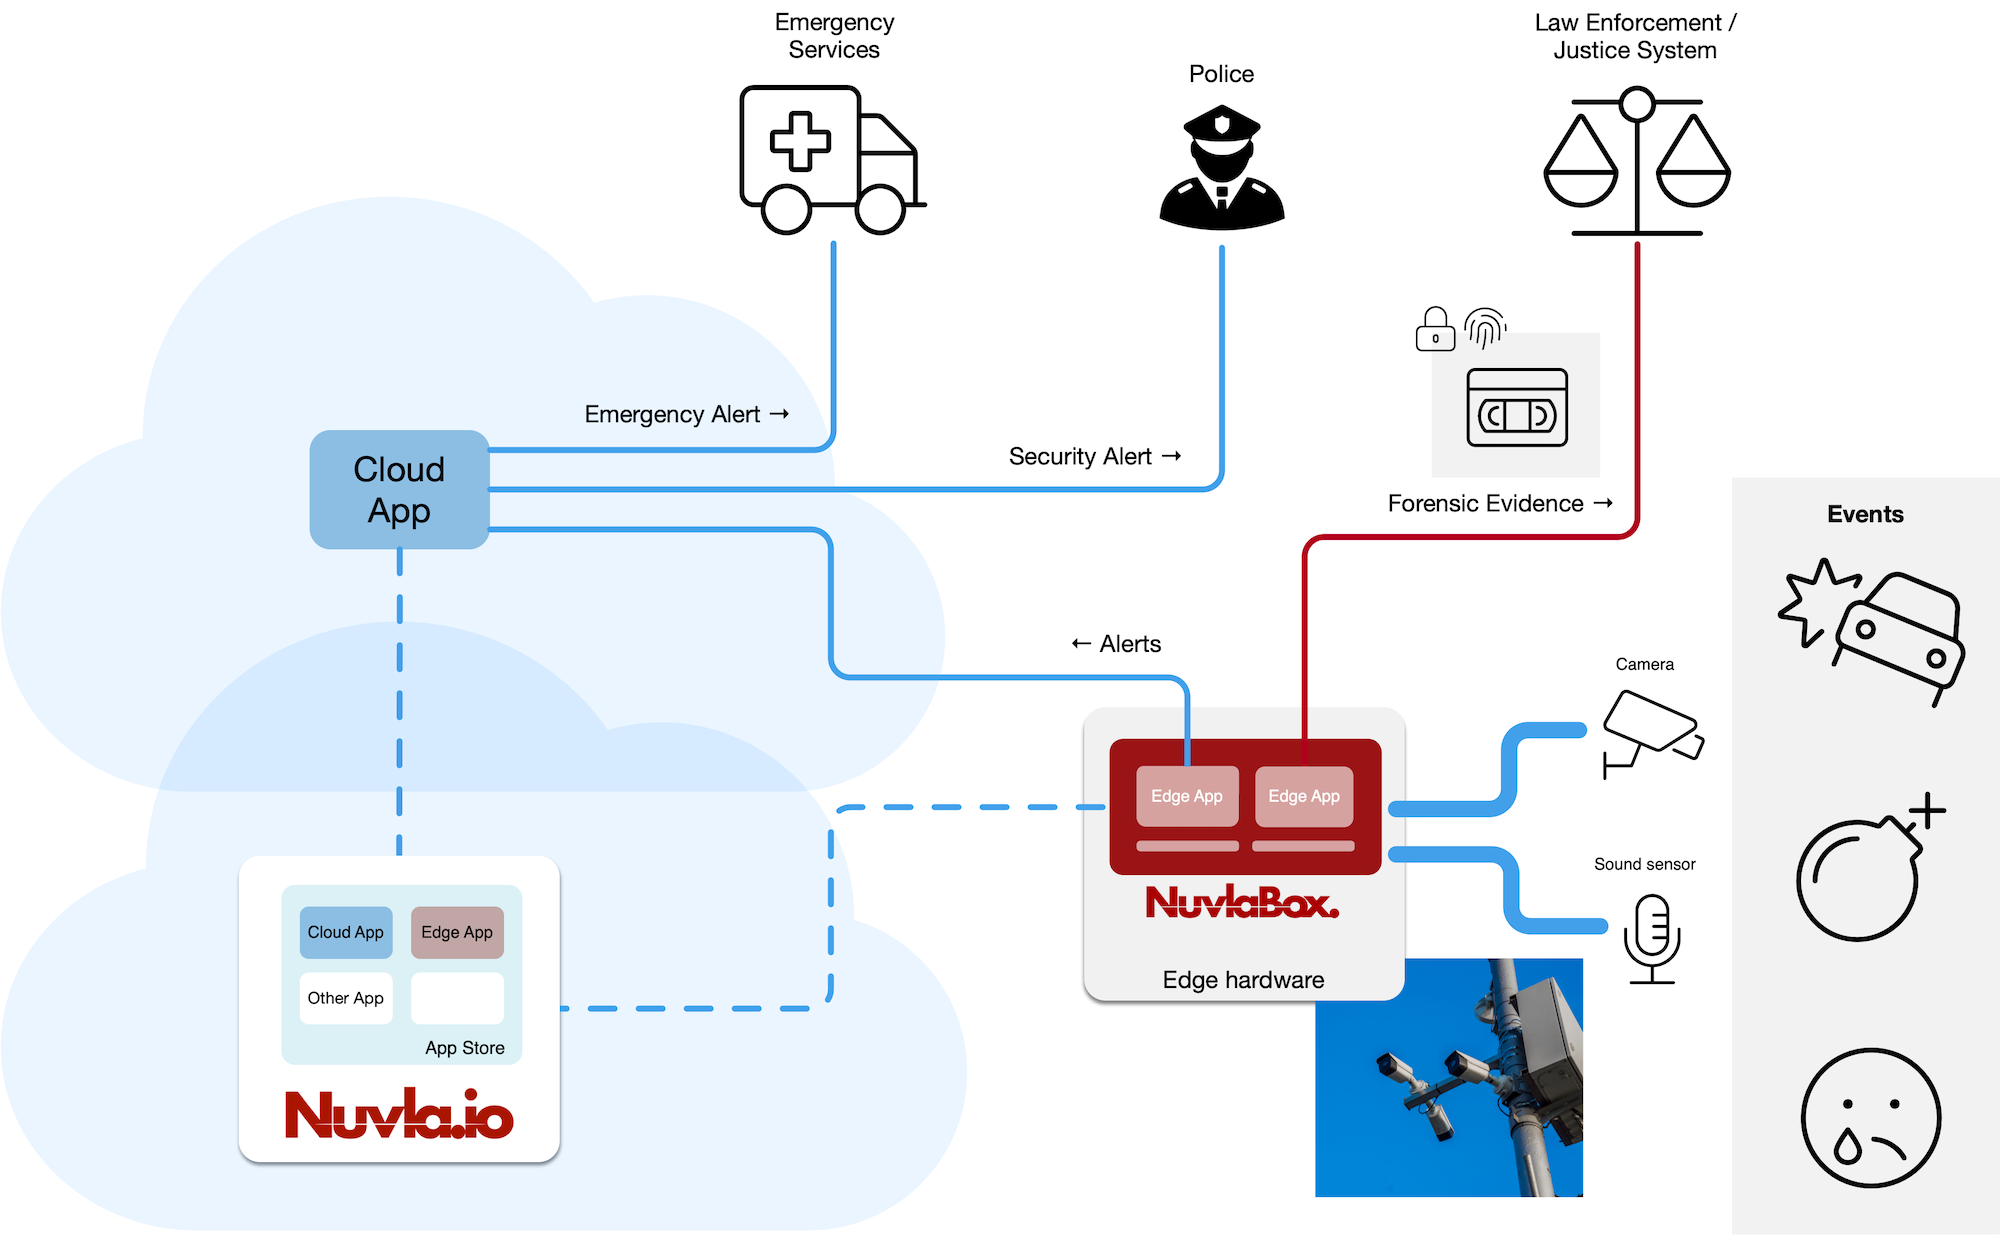 Emergency
Services
Police
Law Enforcement /
Justice System
Emergency Alert →
Security Alert →
Forensic Evidence →
Cloud
App
Events
← Alerts
Camera
Edge App
Edge App
NuvlaBox.
Edge hardware
Sound sensor
Cloud App
Edge App
Other App
App Store
Nuvla.io